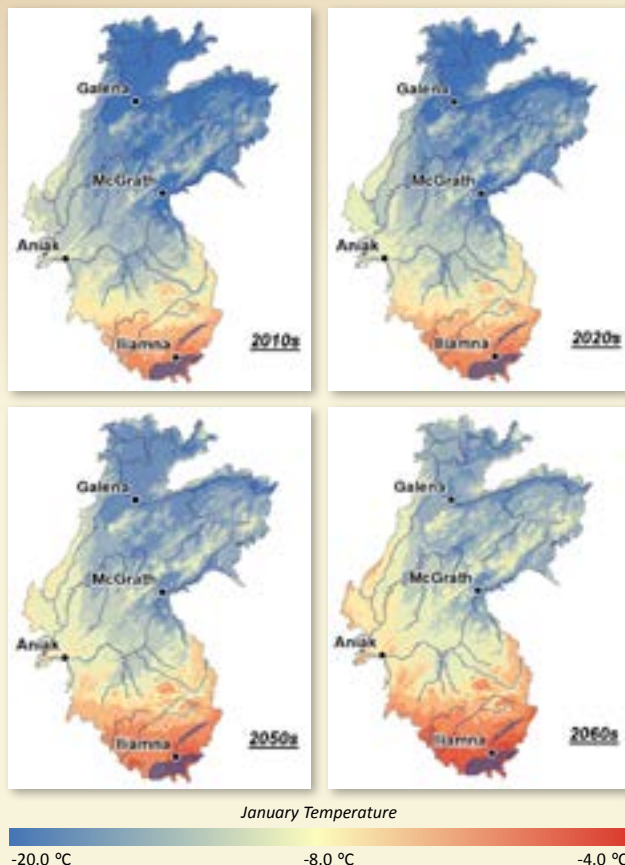 Galena
McGrath
Aniak
Iliamna
2010s
Galena
McGrath
Aniak
Iliamna
2020s
Galena
McGrath
Aniak
Iliamna
2050s
Galena
McGrath
Aniak
Iliamna
2060s
January Temperature
-20.0 °C -8.0 °C -4.0 °C